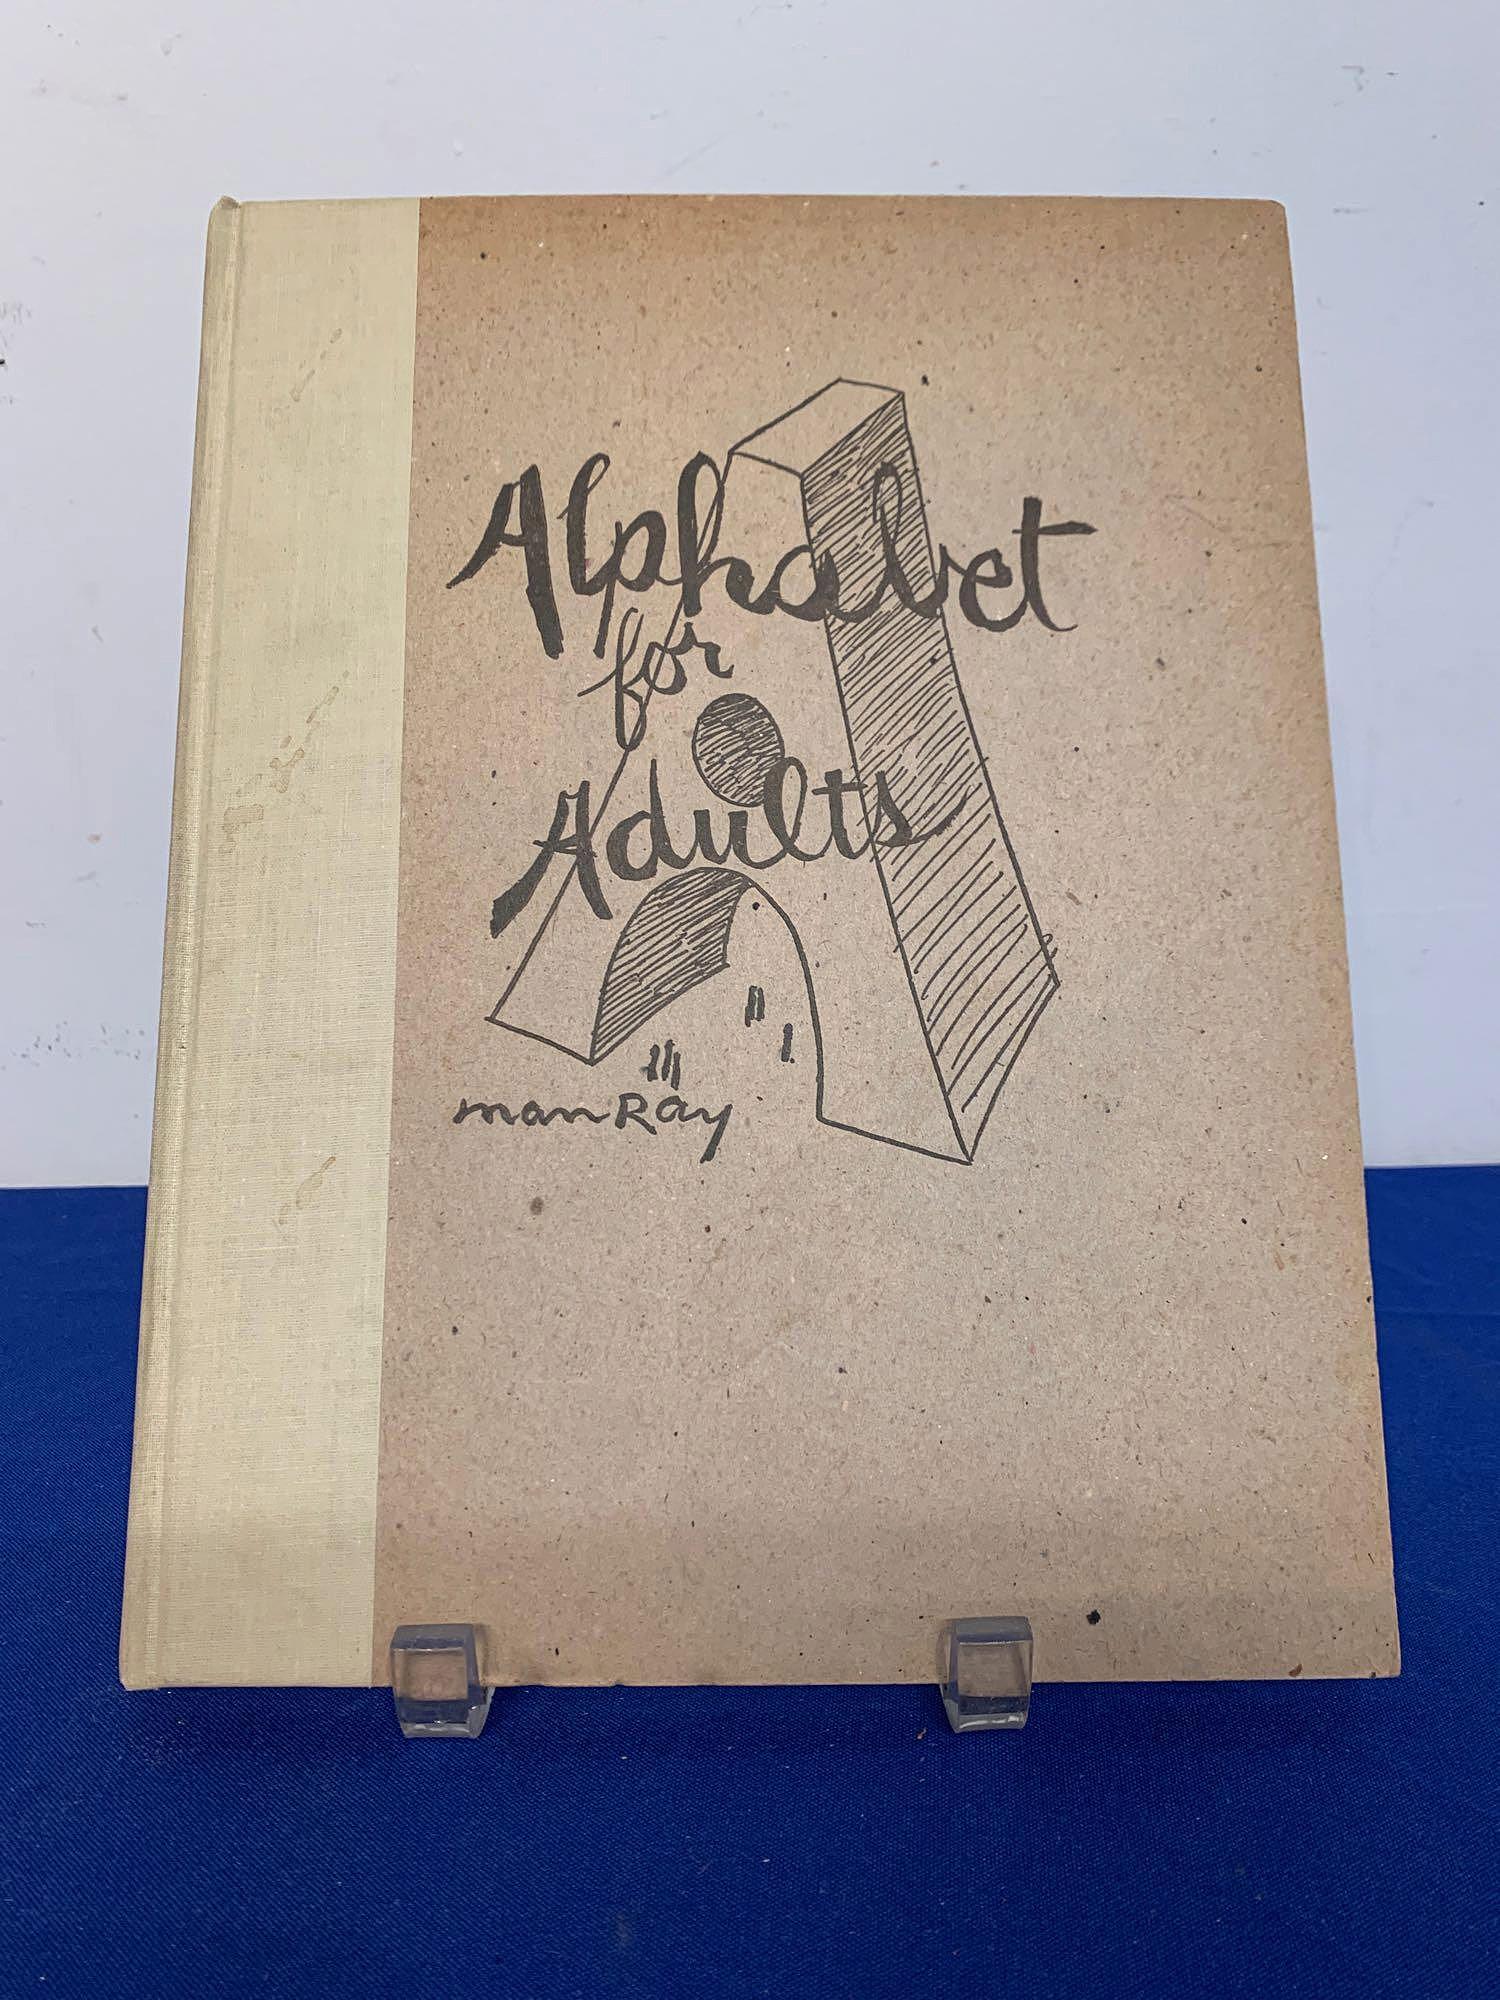 Alphabet
for
Adults
man Ray